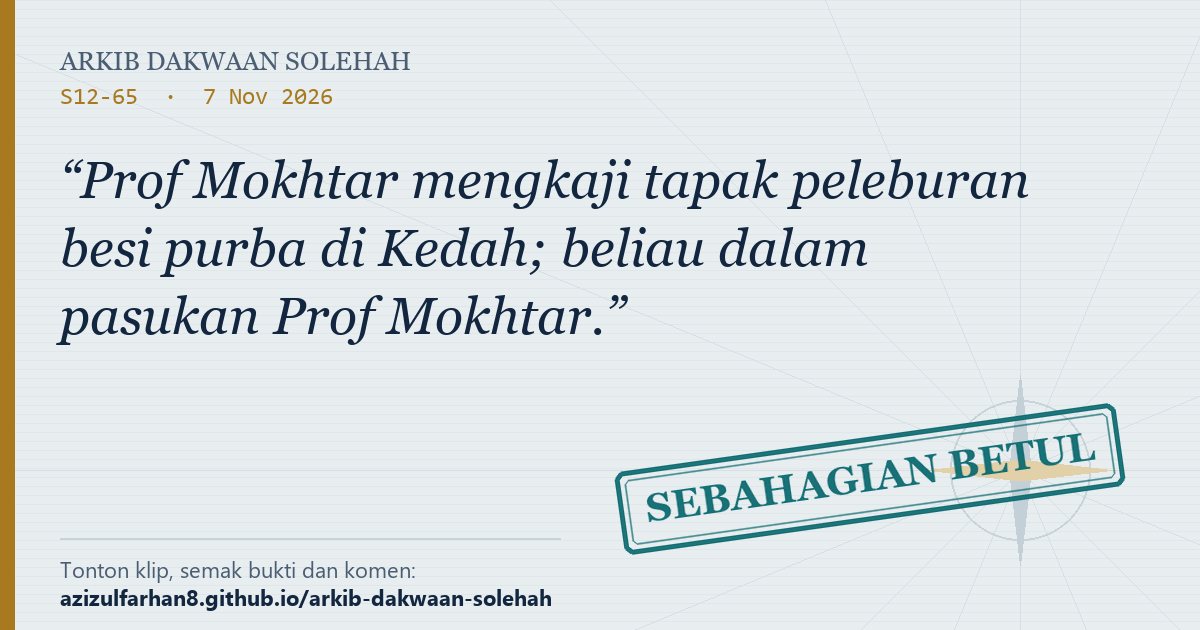 ARKIB DAKWAAN SOLEHAH
S12-65 · 7 Nov 2026
“Prof Mokhtar mengkaji tapak peleburan
besi purba di Kedah; beliau dalam
pasukan Prof Mokhtar.”
SEBAHAGIAN BETUL
Tonton klip, semak bukti dan komen:
azizulfarhan8.github.io/arkib-dakwaan-solehah